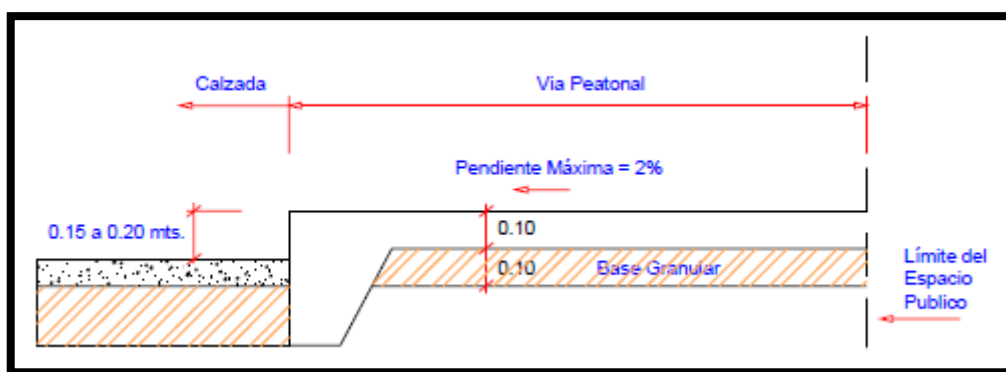 Calzada
Via Peatonal
Pendiente Máxima = 2%
0.15 a 0.20 mts.
0.10
0.10
Base Granular
Límite del
Espacio
Publico